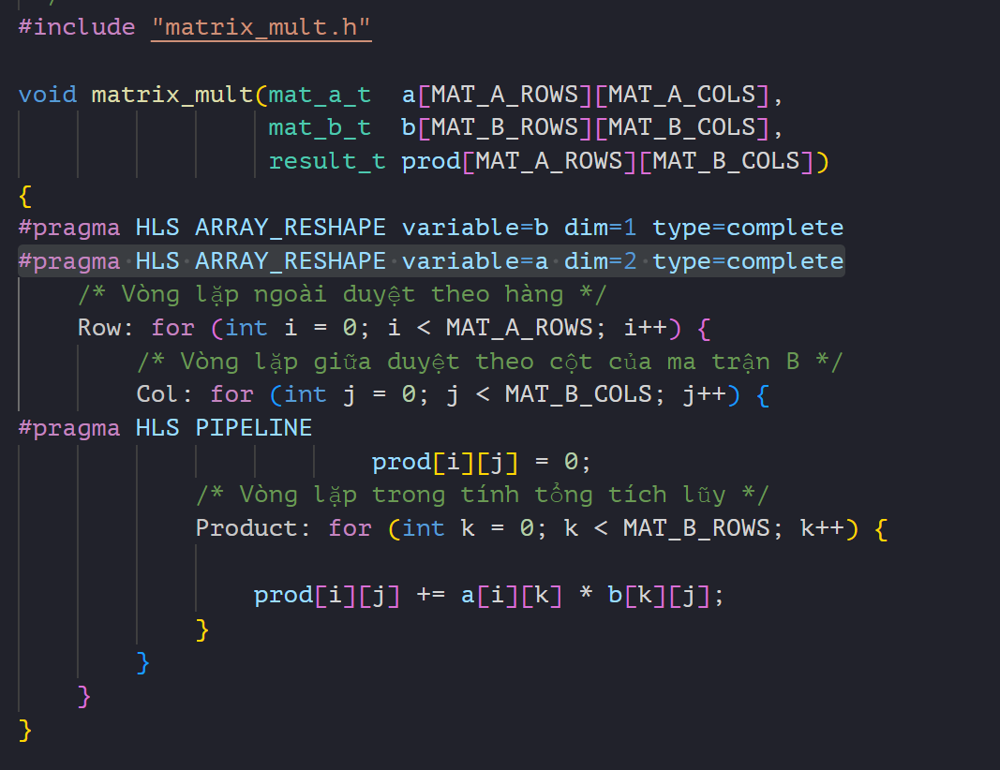 #include "matrix_mult.h"
void matrix_mult(mat_a_t  a[MAT_A_ROWS][MAT_A_COLS],
                 mat_b_t  b[MAT_B_ROWS][MAT_B_COLS],
                 result_t prod[MAT_A_ROWS][MAT_B_COLS])
{
#pragma HLS ARRAY_RESHAPE variable=b dim=1 type=complete
#pragma HLS ARRAY_RESHAPE variable=a dim=2 type=complete
    /* Vòng lặp ngoài duyệt theo hàng */
    Row: for (int i = 0; i < MAT_A_ROWS; i++) {
        /* Vòng lặp giữa duyệt theo cột của ma trận B */
        Col: for (int j = 0; j < MAT_B_COLS; j++) {
#pragma HLS PIPELINE
                        prod[i][j] = 0;
            /* Vòng lặp trong tính tổng tích lũy */
            Product: for (int k = 0; k < MAT_B_ROWS; k++) {
                prod[i][j] += a[i][k] * b[k][j];
            }
        }
    }
}